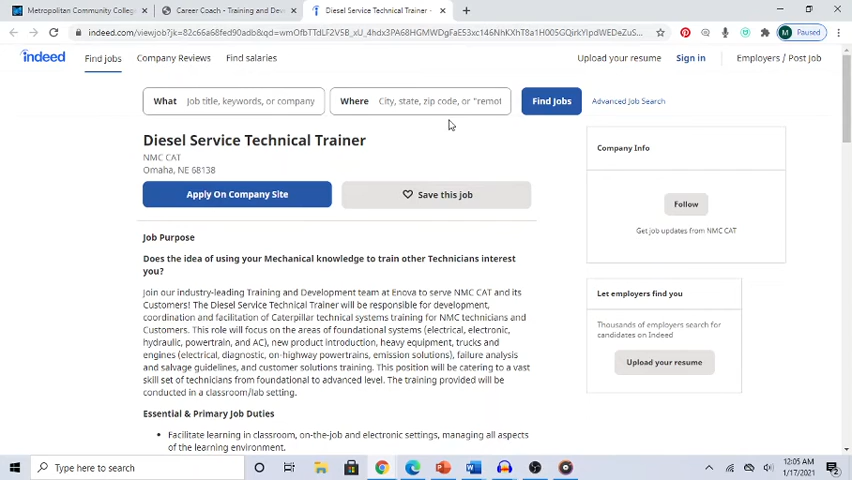 Metropolitan Community Colleg
Career Coach - Training and Dev
Diesel Service Technical Trainer -
Paused
indeed
Find jobs
Company Reviews
Find salaries
Upload your resume
Sign in
Employers / Post Job
What
Job title, keywords, or company
Where
City, state, zip code, or "remot
Find Jobs
Advanced Job Search
Diesel Service Technical Trainer
NMC CAT
Omaha, NE 68138
Apply On Company Site
Save this job
Company Info
Follow
Get job updates from NMC CAT
Job Purpose
Does the idea of using your Mechanical knowledge to train other Technicians interest
you?
Join our industry-leading Training and Development team at Enova to serve NMC CAT and its
Customers! The Diesel Service Technical Trainer will be responsible for development,
coordination and facilitation of Caterpillar technical systems training for NMC technicians and
Customers. This role will focus on the areas of foundational systems (electrical, electronic,
hydraulic, powertrain, and AC), new product introduction, heavy equipment, trucks and
engines (electrical, diagnostic, on-highway powertrains, emission solutions), failure analysis
and salvage guidelines, and customer solutions training. This position will be catering to a vast
skill set of technicians from foundational to advanced level. The training provided will be
conducted in a classroom/lab setting.
Let employers find you
Thousands of employers search for
candidates on Indeed
Upload your resume
Essential & Primary Job Duties
• Facilitate learning in classroom, on-the-job and electronic settings, managing all aspects
of the learning environment.
Type here to search
12:05 AM
1/17/2021